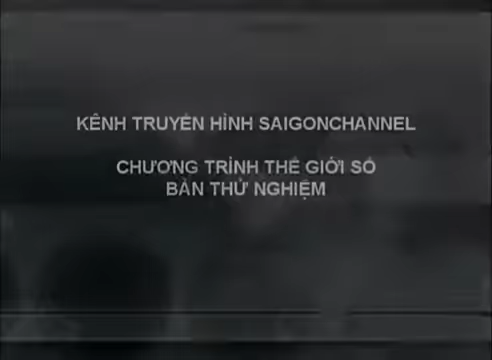 KÊNH TRUYỀN HÌNH SAIGONCHANNEL
CHƯƠNG TRÌNH THẾ GIỚI SỐ
BẢN THỬ NGHIỆM